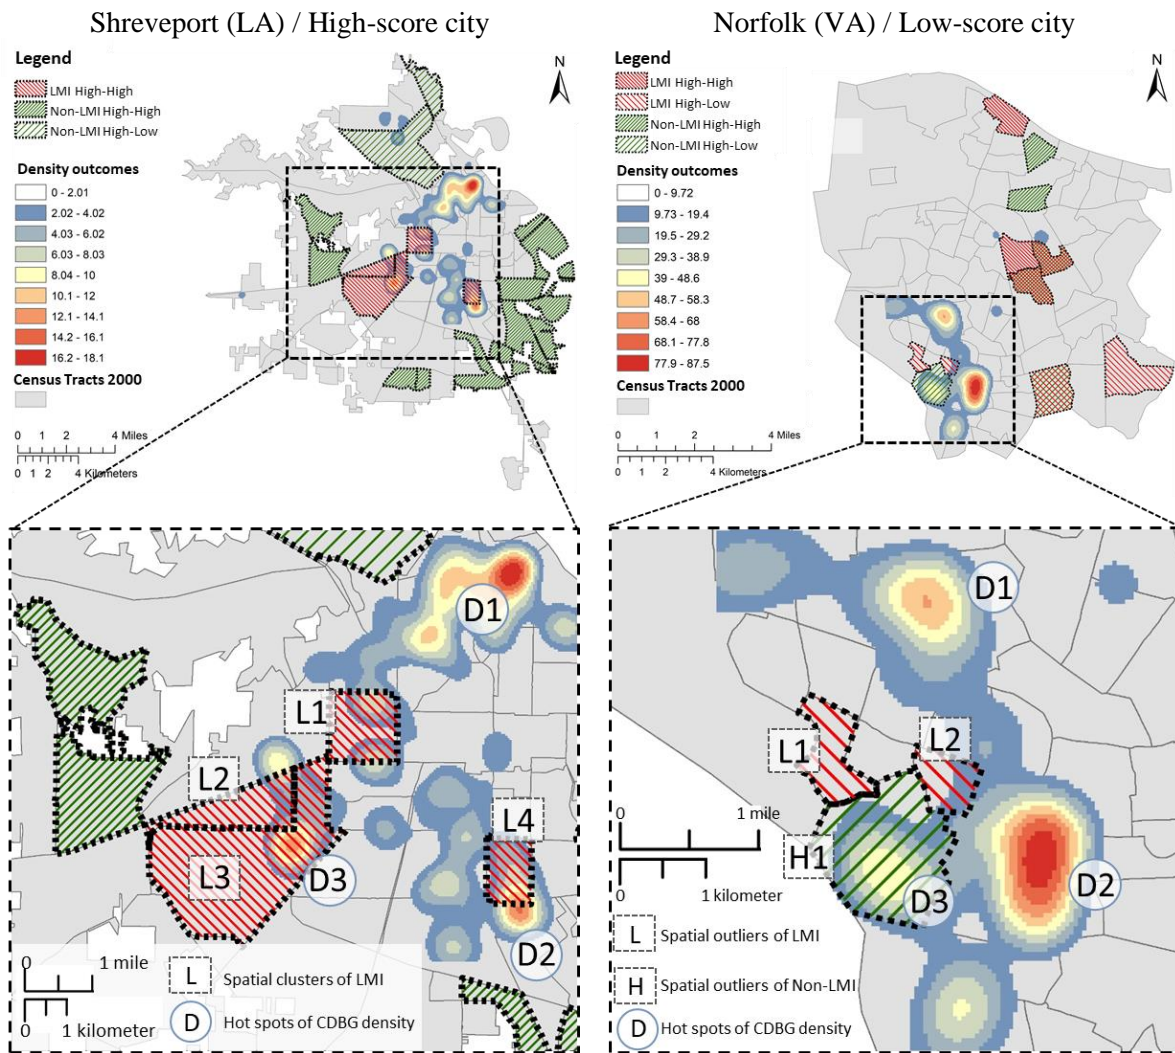 Shreveport (LA) / High-score city
Legend
LMI High-High
Non-LMI High-High
Non-LMI High-Low
Density outcomes
0 - 2.01
2.02 - 4.02
4.03 - 6.02
6.03 - 8.03
8.04 - 10
10.1 - 12
12.1 - 14.1
14.2 - 16.1
16.2 - 18.1
Census Tracts 2000
N
0 1 2 4 Miles
0 1 2 4 Kilometers
Norfolk (VA) / Low-score city
Legend
LMI High-High
LMI High-Low
Non-LMI High-High
Non-LMI High-Low
Density outcomes
0 - 9.72
9.73 - 19.4
19.5 - 29.2
29.3 - 38.9
39 - 48.6
48.7 - 58.3
58.4 - 68
68.1 - 77.8
77.9 - 87.5
Census Tracts 2000
N
0 1 2 4 Miles
0 1 2 4 Kilometers
D1
L1
L2
L4
L3
D3
D2
0 1 mile
0 1 kilometer
L Spatial clusters of LMI
D Hot spots of CDBG density
D1
L1
L2
H1
D3
D2
0 1 mile
0 1 kilometer
L Spatial outliers of LMI
H Spatial outliers of Non-LMI
D Hot spots of CDBG density